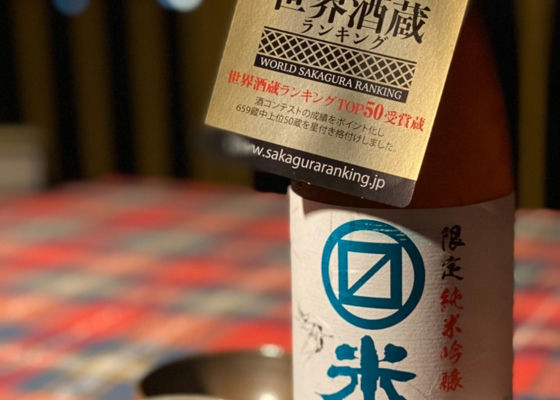 世界酒蔵
ランキング
WORLD SAKAGURA RANKING
世界酒蔵ランキングTOP50受賞蔵
酒コンテストの成績をポイント化し
659蔵中上位50蔵を星付き格付けしました。
www.sakaguraranking.jp
限定純米吟醸
米